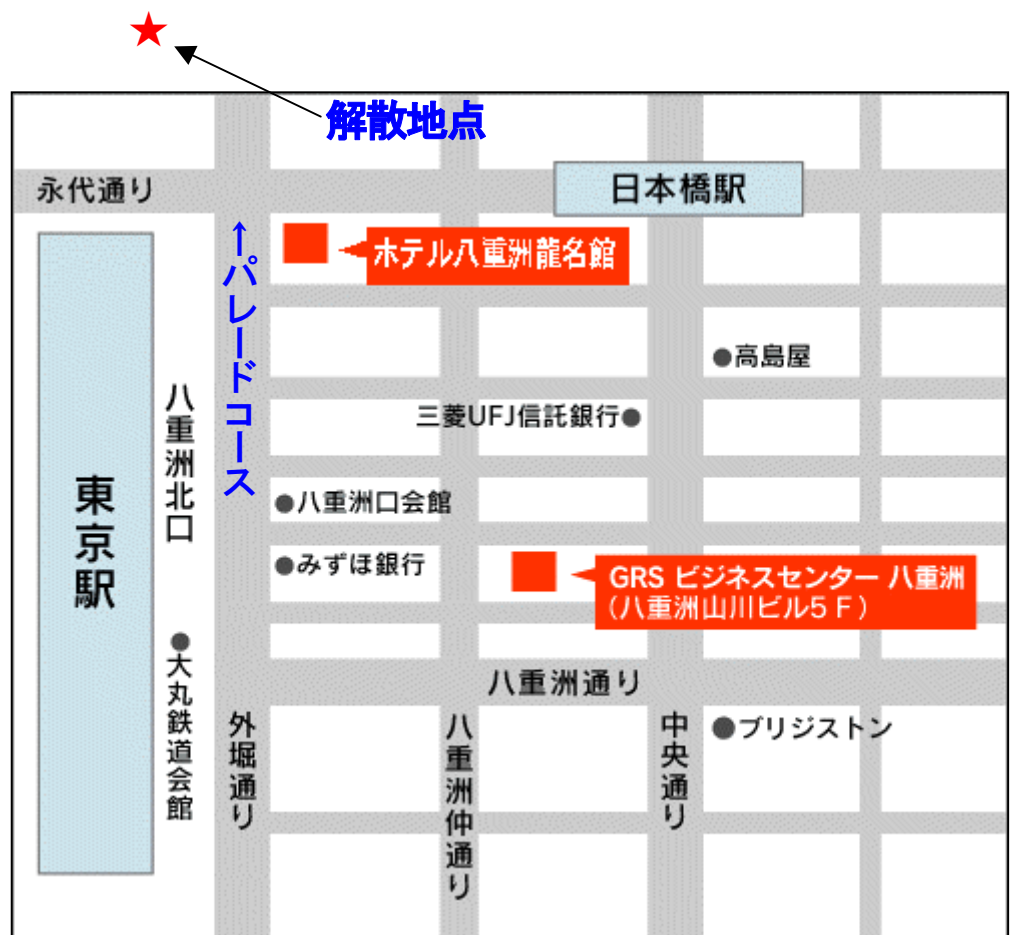 ★
解散地点
永代通り
日本橋駅
←パレードコース
ホテル八重洲龍名館
●高島屋
八重洲北口
三菱UFJ信託銀行●
東京駅
●八重洲口会館
●みずほ銀行
GRS ビジネスセンター 八重洲
(八重洲山川ビル5F)
●大丸鉄道会館
八重洲通り
外堀通り
八重洲仲通り
中央通り
●ブリジストン